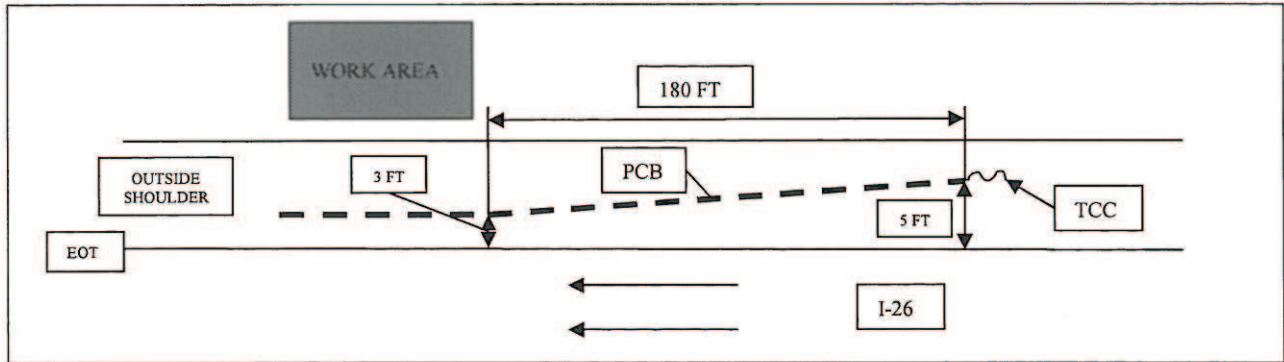 WORK AREA
180 FT
OUTSIDE
SHOULDER
3 FT
PCB
TCC
5 FT
EOT
I-26